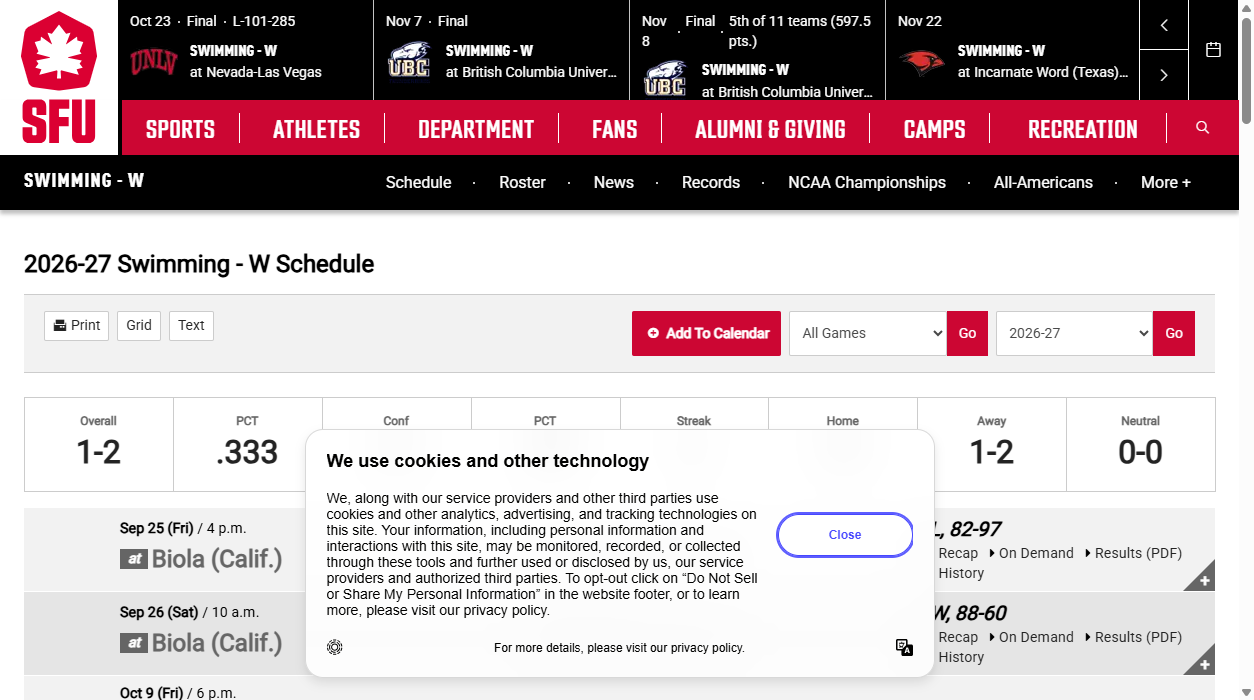 Oct 23 · Final · L-101-285
UNLV
SWIMMING - W
at Nevada-Las Vegas
Nov 7 · Final
UBC
SWIMMING - W
at British Columbia Univer...
Nov 8 · Final · 5th of 11 teams (597.5 pts.)
UBC
SWIMMING - W
at British Columbia Univer...
Nov 22
SWIMMING - W
at Incarnate Word (Texas)...
SFU
SPORTS
ATHLETES
DEPARTMENT
FANS
ALUMNI & GIVING
CAMPS
RECREATION
SWIMMING - W
Schedule · Roster · News · Records · NCAA Championships · All-Americans · More +
2026-27 Swimming - W Schedule
Print
Grid
Text
Add To Calendar
All Games
Go
2026-27
Go
Overall
1-2
PCT
.333
Conf
PCT
Streak
Home
Away
1-2
Neutral
0-0
Sep 25 (Fri) / 4 p.m.
at Biola (Calif.)
L, 82-97
Recap On Demand Results (PDF)
History
+
Sep 26 (Sat) / 10 a.m.
at Biola (Calif.)
W, 88-60
Recap On Demand Results (PDF)
History
+
Oct 9 (Fri) / 6 p.m.
We use cookies and other technology
We, along with our service providers and other third parties use
cookies and other analytics, advertising, and tracking technologies on
this site. Your information, including personal information and
interactions with this site, may be monitored, recorded, or collected
through these tools and further used or disclosed by us, our service
providers and authorized third parties. To opt-out click on “Do Not Sell
or Share My Personal Information” in the website footer, or to learn
more, please visit our privacy policy.
Close
For more details, please visit our privacy policy.